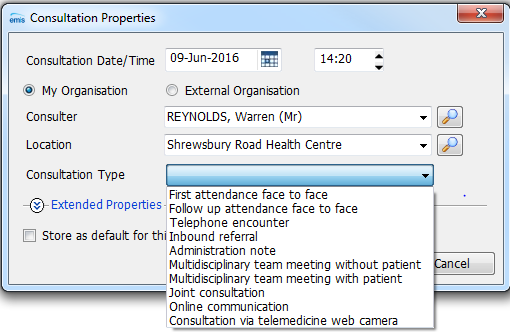 emis Consultation Properties
Consultation Date/Time 09-Jun-2016 14:20
My Organisation External Organisation
Consulter REYNOLDS, Warren (Mr)
Location Shrewsbury Road Health Centre
Consultation Type
First attendance face to face
Extended Properties Follow up attendance face to face
Telephone encounter
Store as default for thi Inbound referral
Administration note
Multidisciplinary team meeting without patient Cancel
Multidisciplinary team meeting with patient
Joint consultation
Online communication
Consultation via telemedicine web camera